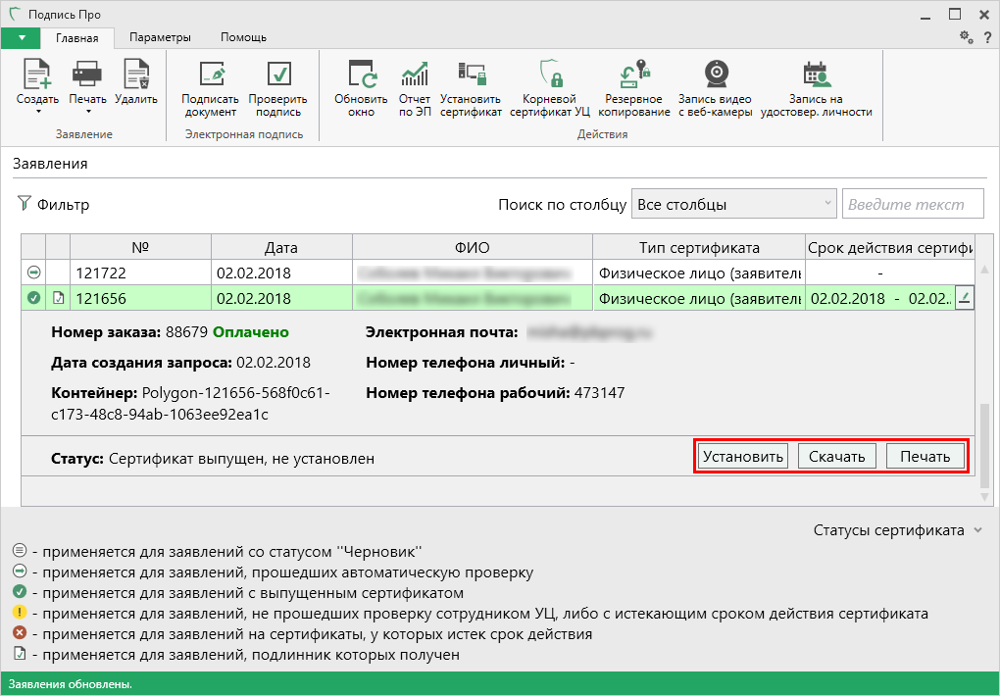 Подпись Про
Главная Параметры Помощь
?
Создать Печать Удалить Подписать документ Проверить подпись Обновить окно Отчет по ЭП Установить сертификат Корневой сертификат УЦ Резервное копирование Запись видео с веб-камеры Запись на удостовер. личности
Заявление Электронная подпись Действия
Заявления
Фильтр Поиск по столбцу Все столбцы Введите текст
№ Дата ФИО Тип сертификата Срок действия сертифи
121722 02.02.2018 Физическое лицо (заявитель -
121656 02.02.2018 Физическое лицо (заявитель 02.02.2018 - 02.02.
Номер заказа: 88679 Оплачено Электронная почта:
Дата создания запроса: 02.02.2018 Номер телефона личный: -
Контейнер: Polygon-121656-568f0c61- Номер телефона рабочий: 473147
c173-48c8-94ab-1063ee92ea1c
Статус: Сертификат выпущен, не установлен Установить Скачать Печать
Статусы сертификата
- применяется для заявлений со статусом ''Черновик''
- применяется для заявлений, прошедших автоматическую проверку
- применяется для заявлений с выпущенным сертификатом
! - применяется для заявлений, не прошедших проверку сотрудником УЦ, либо с истекающим сроком действия сертификата
- применяется для заявлений на сертификаты, у которых истек срок действия
- применяется для заявлений, подлинник которых получен
Заявления обновлены.